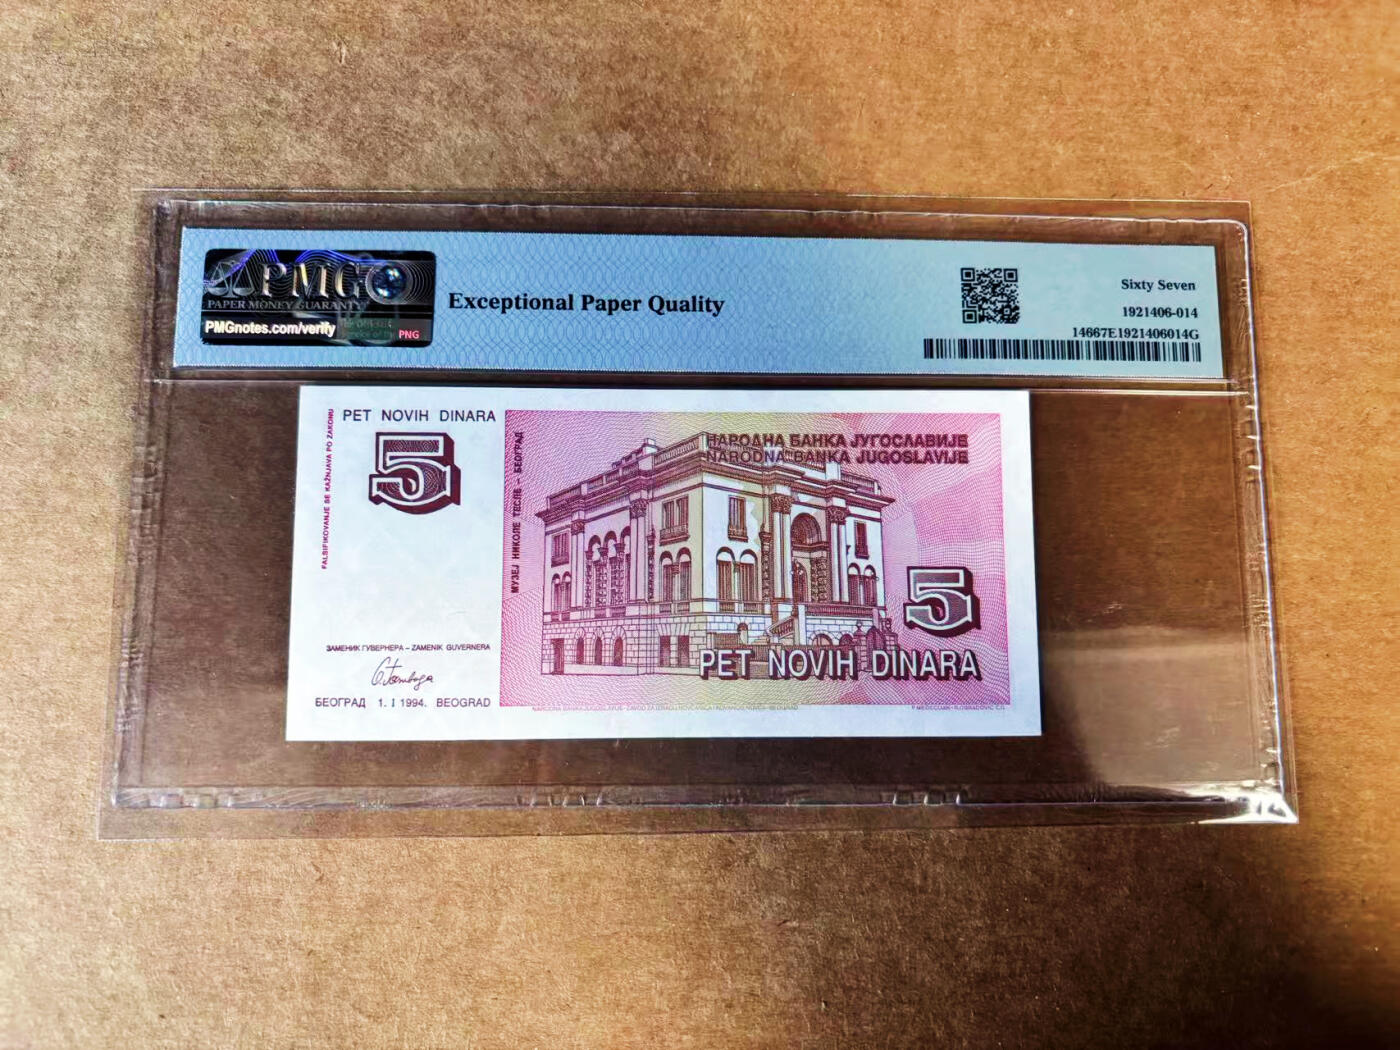 PMG
PAPER MONEY GUARANTY
PMGnotes.com/verify
PNG
Exceptional Paper Quality
Sixty Seven
1921406-014
14667E1921406014G
PET NOVIH DINARA
5
FALSIFIKOVANJE SE KAŽNJAVA PO ZAKONU
МУЗЕЈ НИКОЛЕ ТЕСЛЕ – БЕОГРАД
НАРОДНА БАНКА ЈУГОСЛАВИЈЕ
NARODNA BANKA JUGOSLAVIJE
5
PET NOVIH DINARA
ЗАМЕНИК ГУВЕРНЕРА – ZAMENIK GUVERNERA
БЕОГРАД 1. I 1994. BEOGRAD